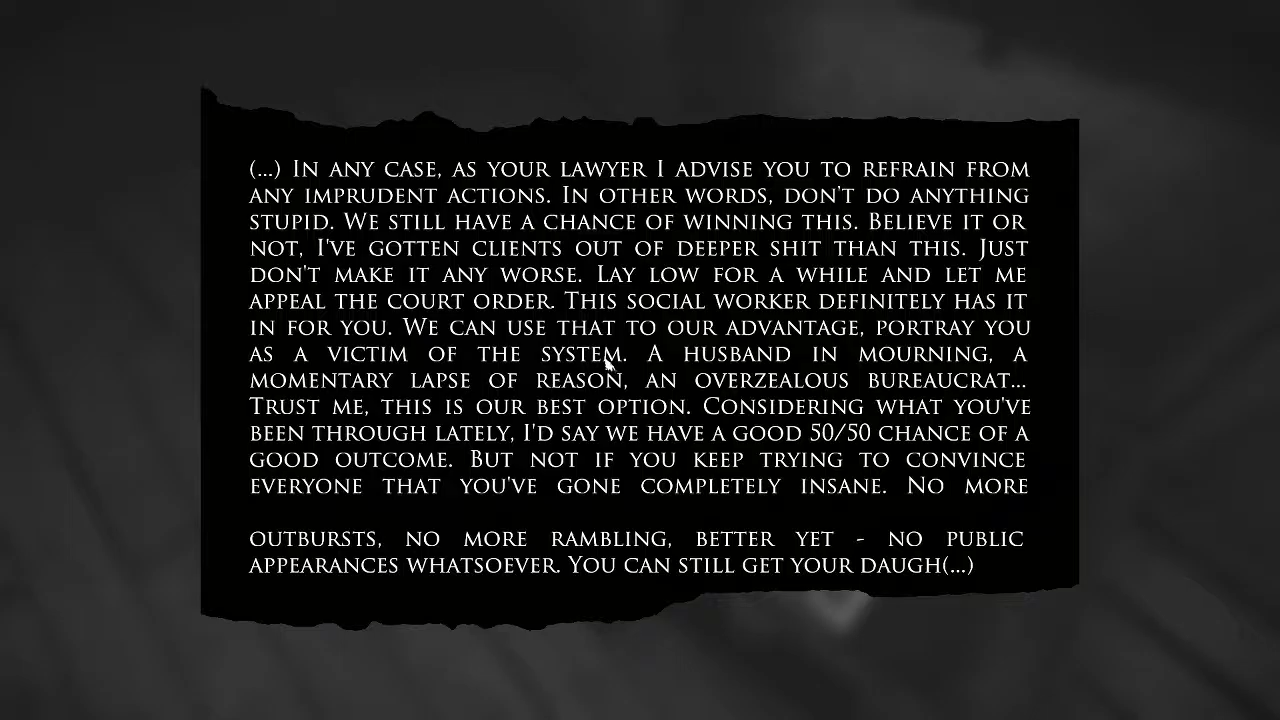 (...) In any case, as your lawyer I advise you to refrain from
any imprudent actions. In other words, don't do anything
stupid. We still have a chance of winning this. Believe it or
not, I've gotten clients out of deeper shit than this. Just
don't make it any worse. Lay low for a while and let me
appeal the court order. This social worker definitely has it
in for you. We can use that to our advantage, portray you
as a victim of the system. A husband in mourning, a
momentary lapse of reason, an overzealous bureaucrat...
Trust me, this is our best option. Considering what you've
been through lately, I'd say we have a good 50/50 chance of a
good outcome. But not if you keep trying to convince
everyone that you've gone completely insane. No more
outbursts, no more rambling, better yet - no public
appearances whatsoever. You can still get your daugh(...)